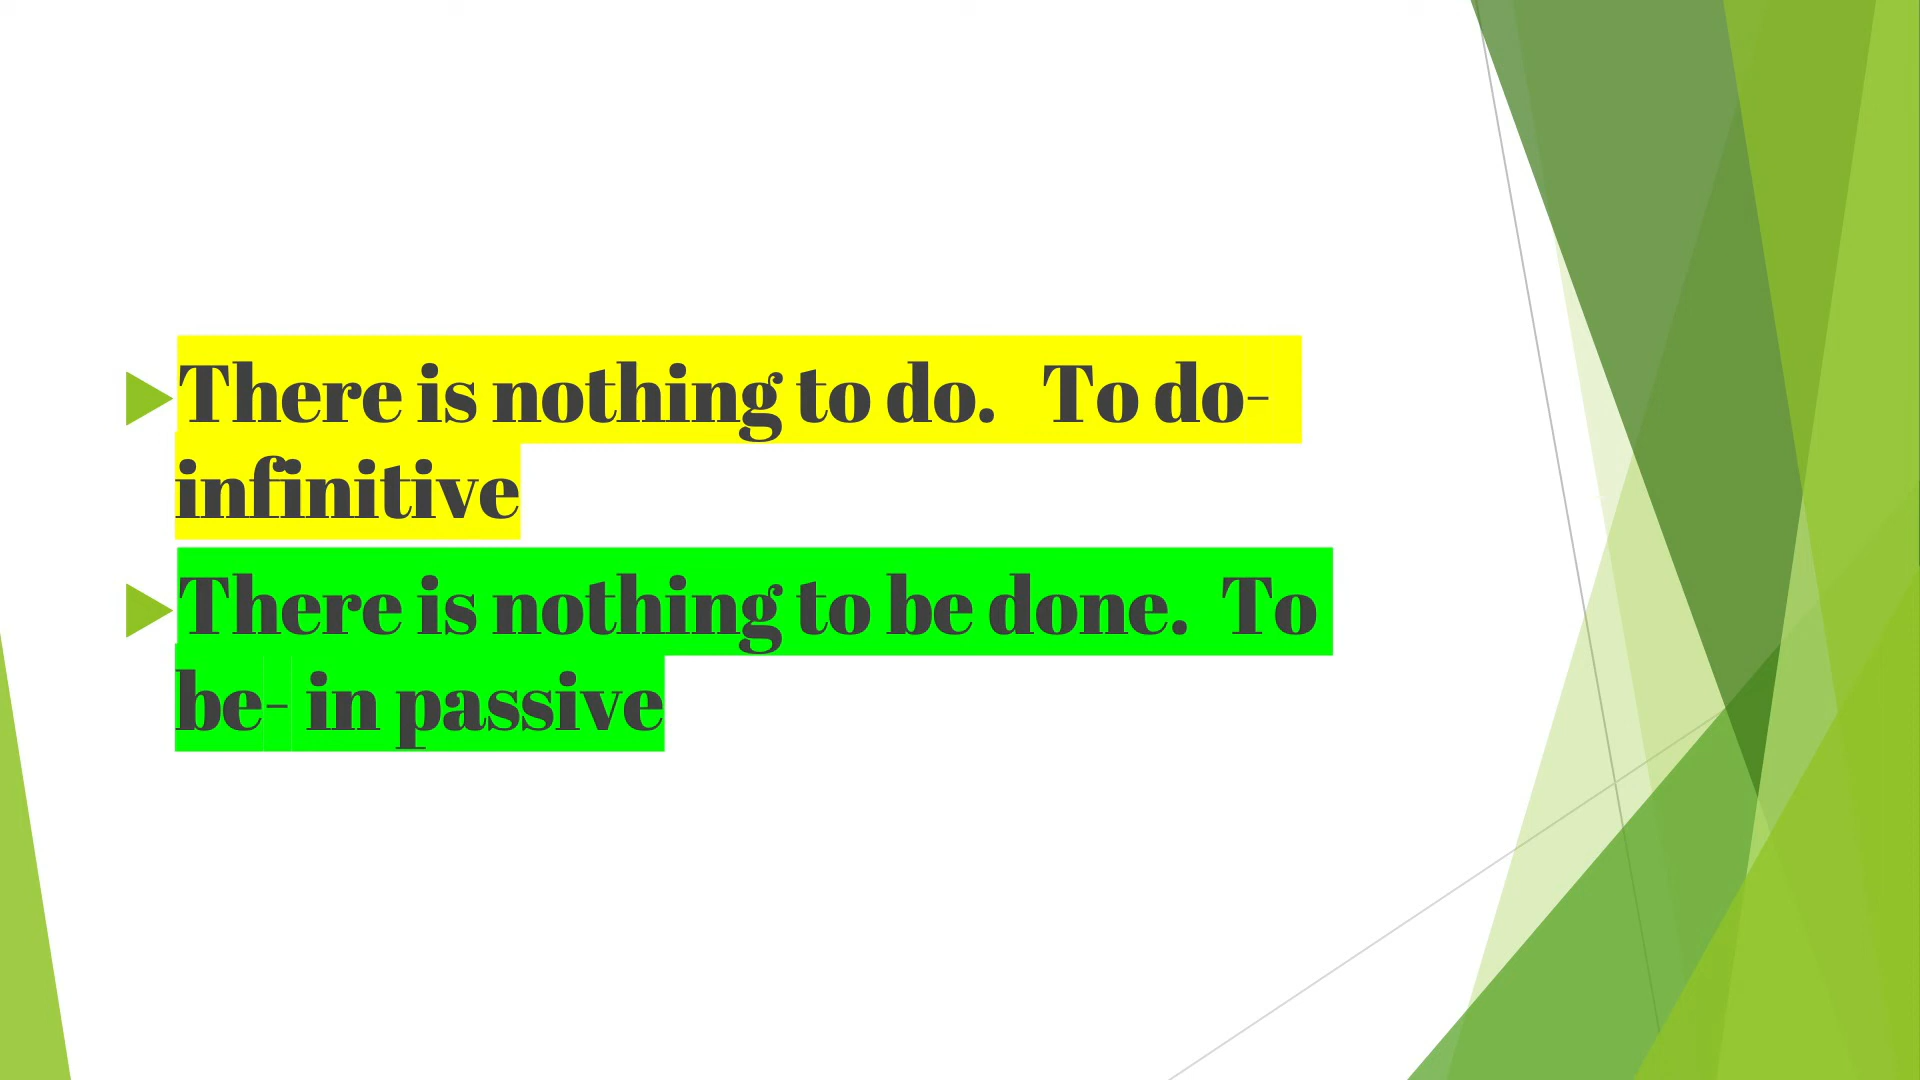 There is nothing to do. To do-
infinitive
There is nothing to be done. To
be- in passive